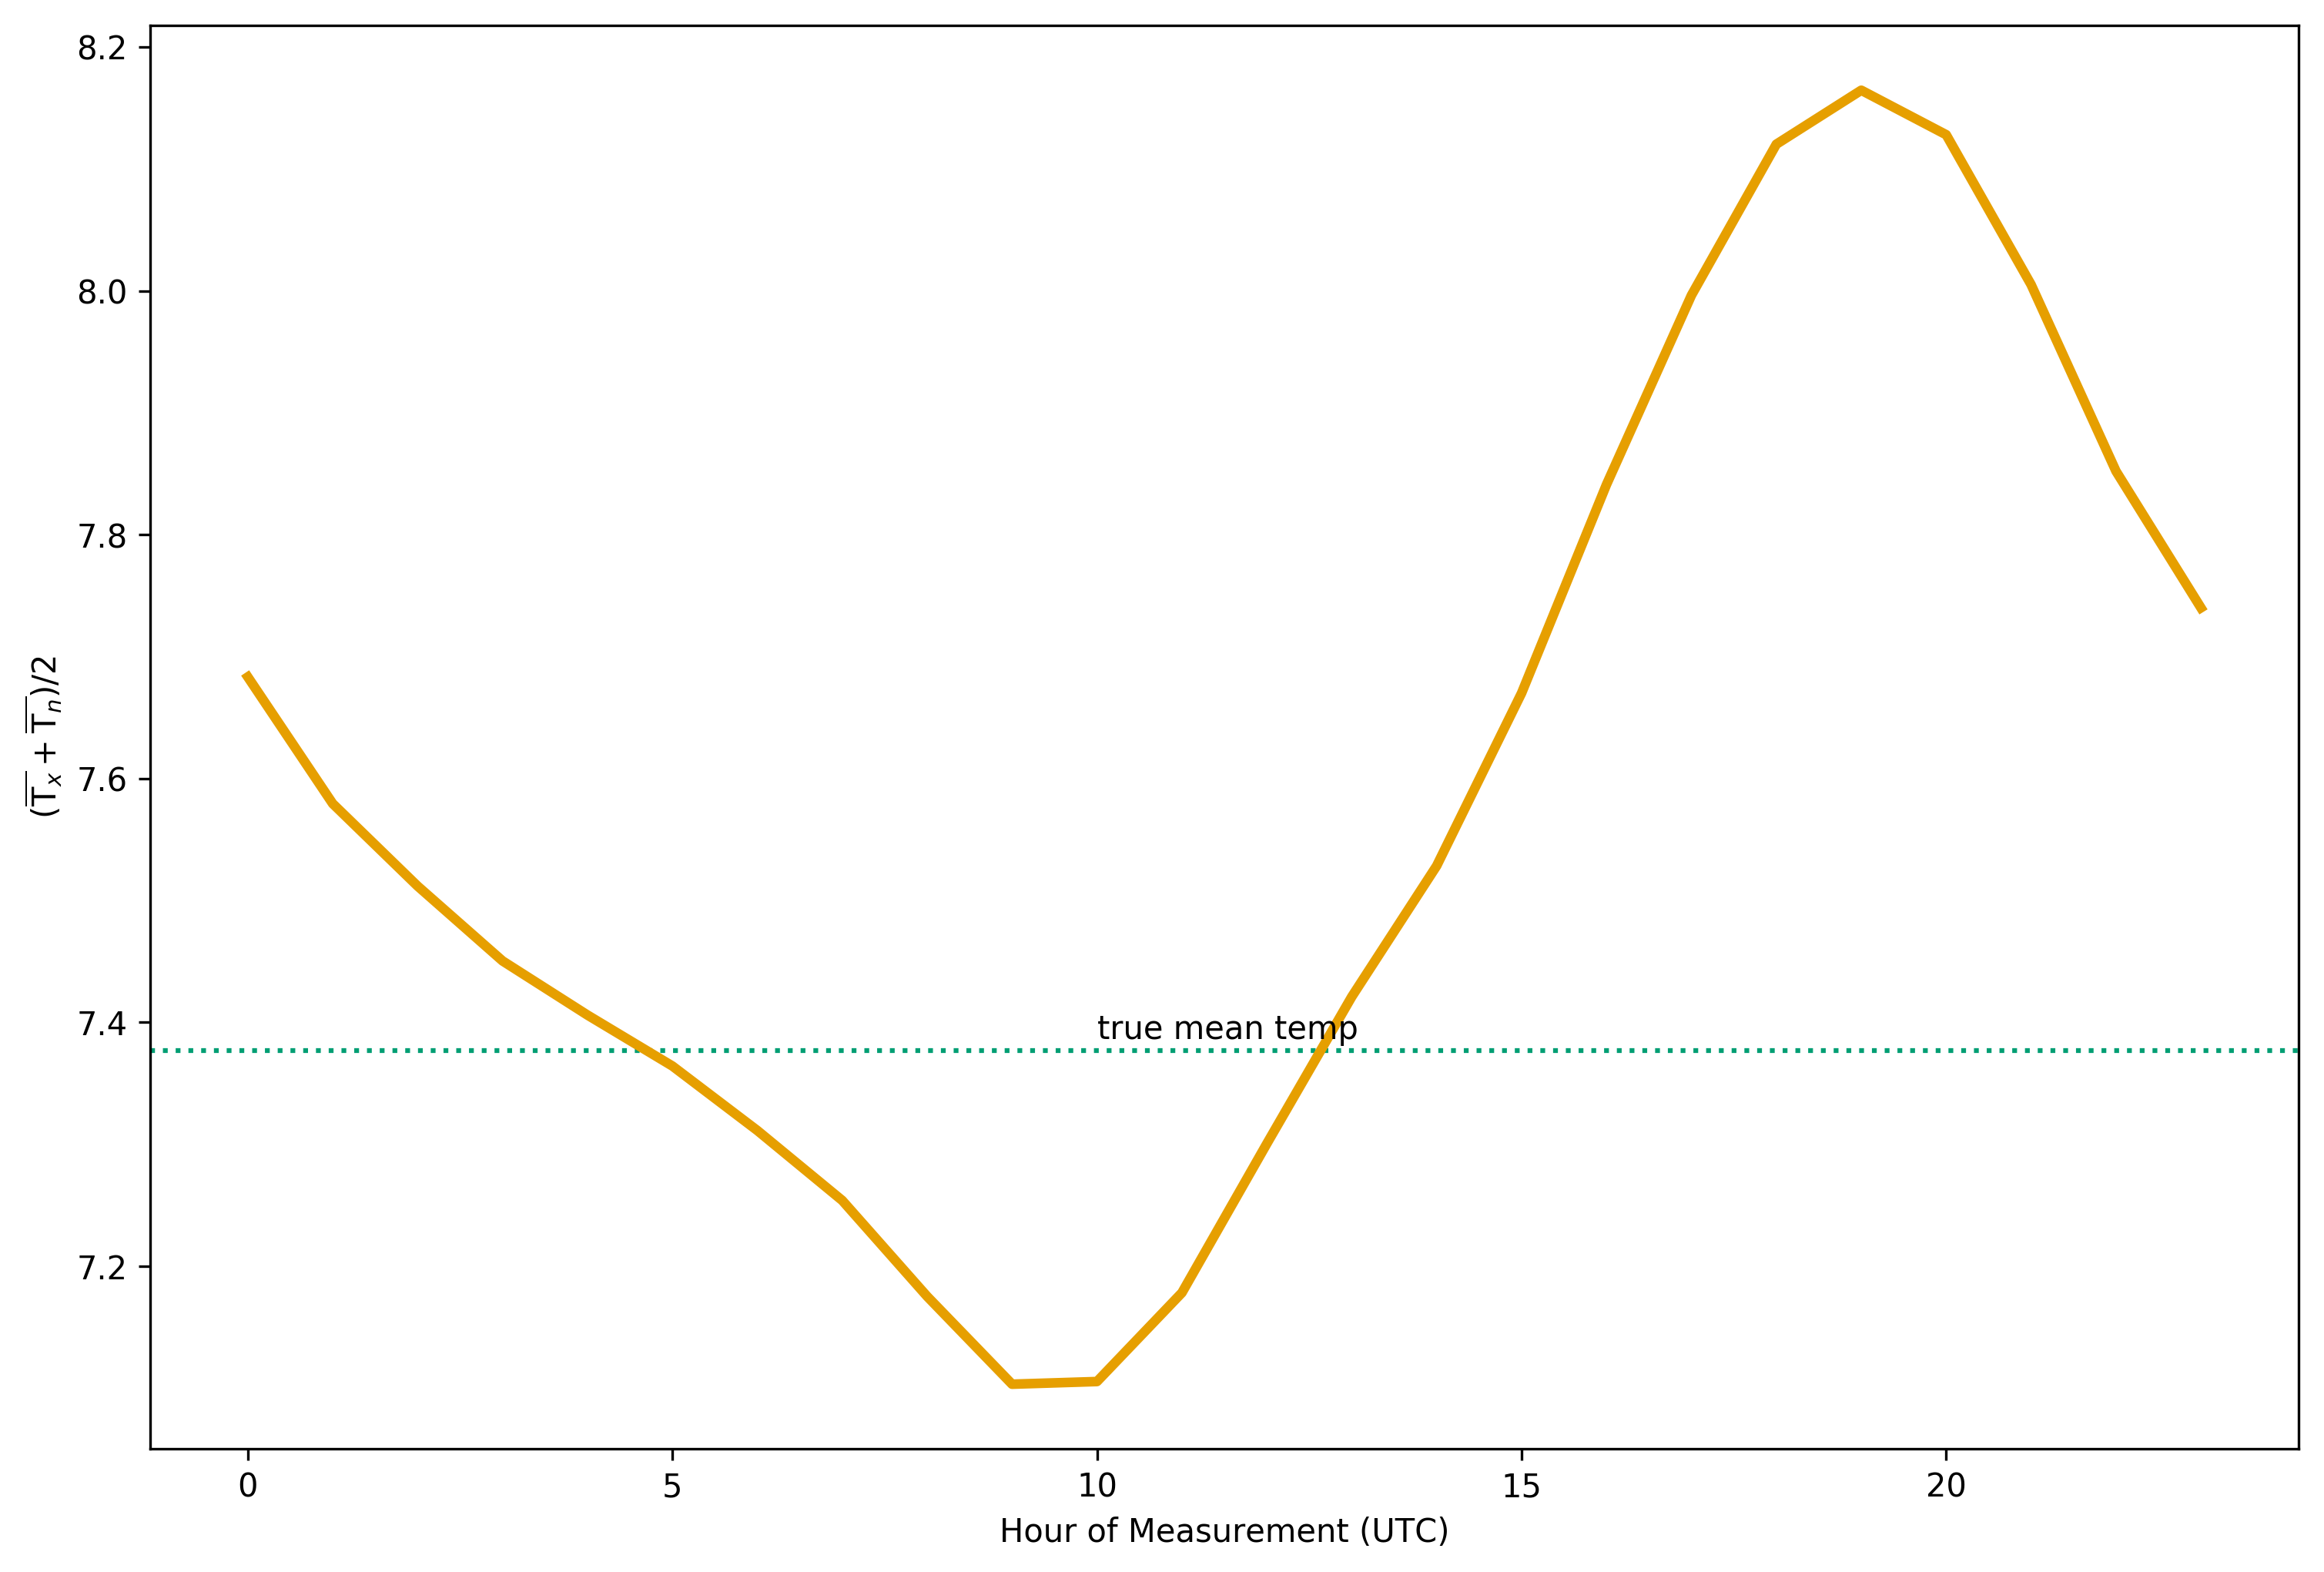 8.2
8.0
7.8
7.6
7.4
7.2
(T̅ₓ + T̅ₙ)/2
true mean temp
0 5 10 15 20
Hour of Measurement (UTC)